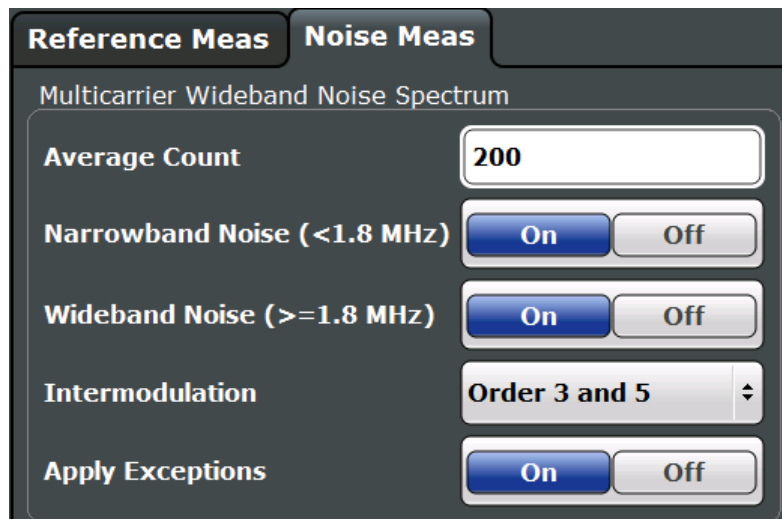 Reference Meas Noise Meas
Multicarrier Wideband Noise Spectrum
Average Count 200
Narrowband Noise (<1.8 MHz) On Off
Wideband Noise (>=1.8 MHz) On Off
Intermodulation Order 3 and 5
Apply Exceptions On Off